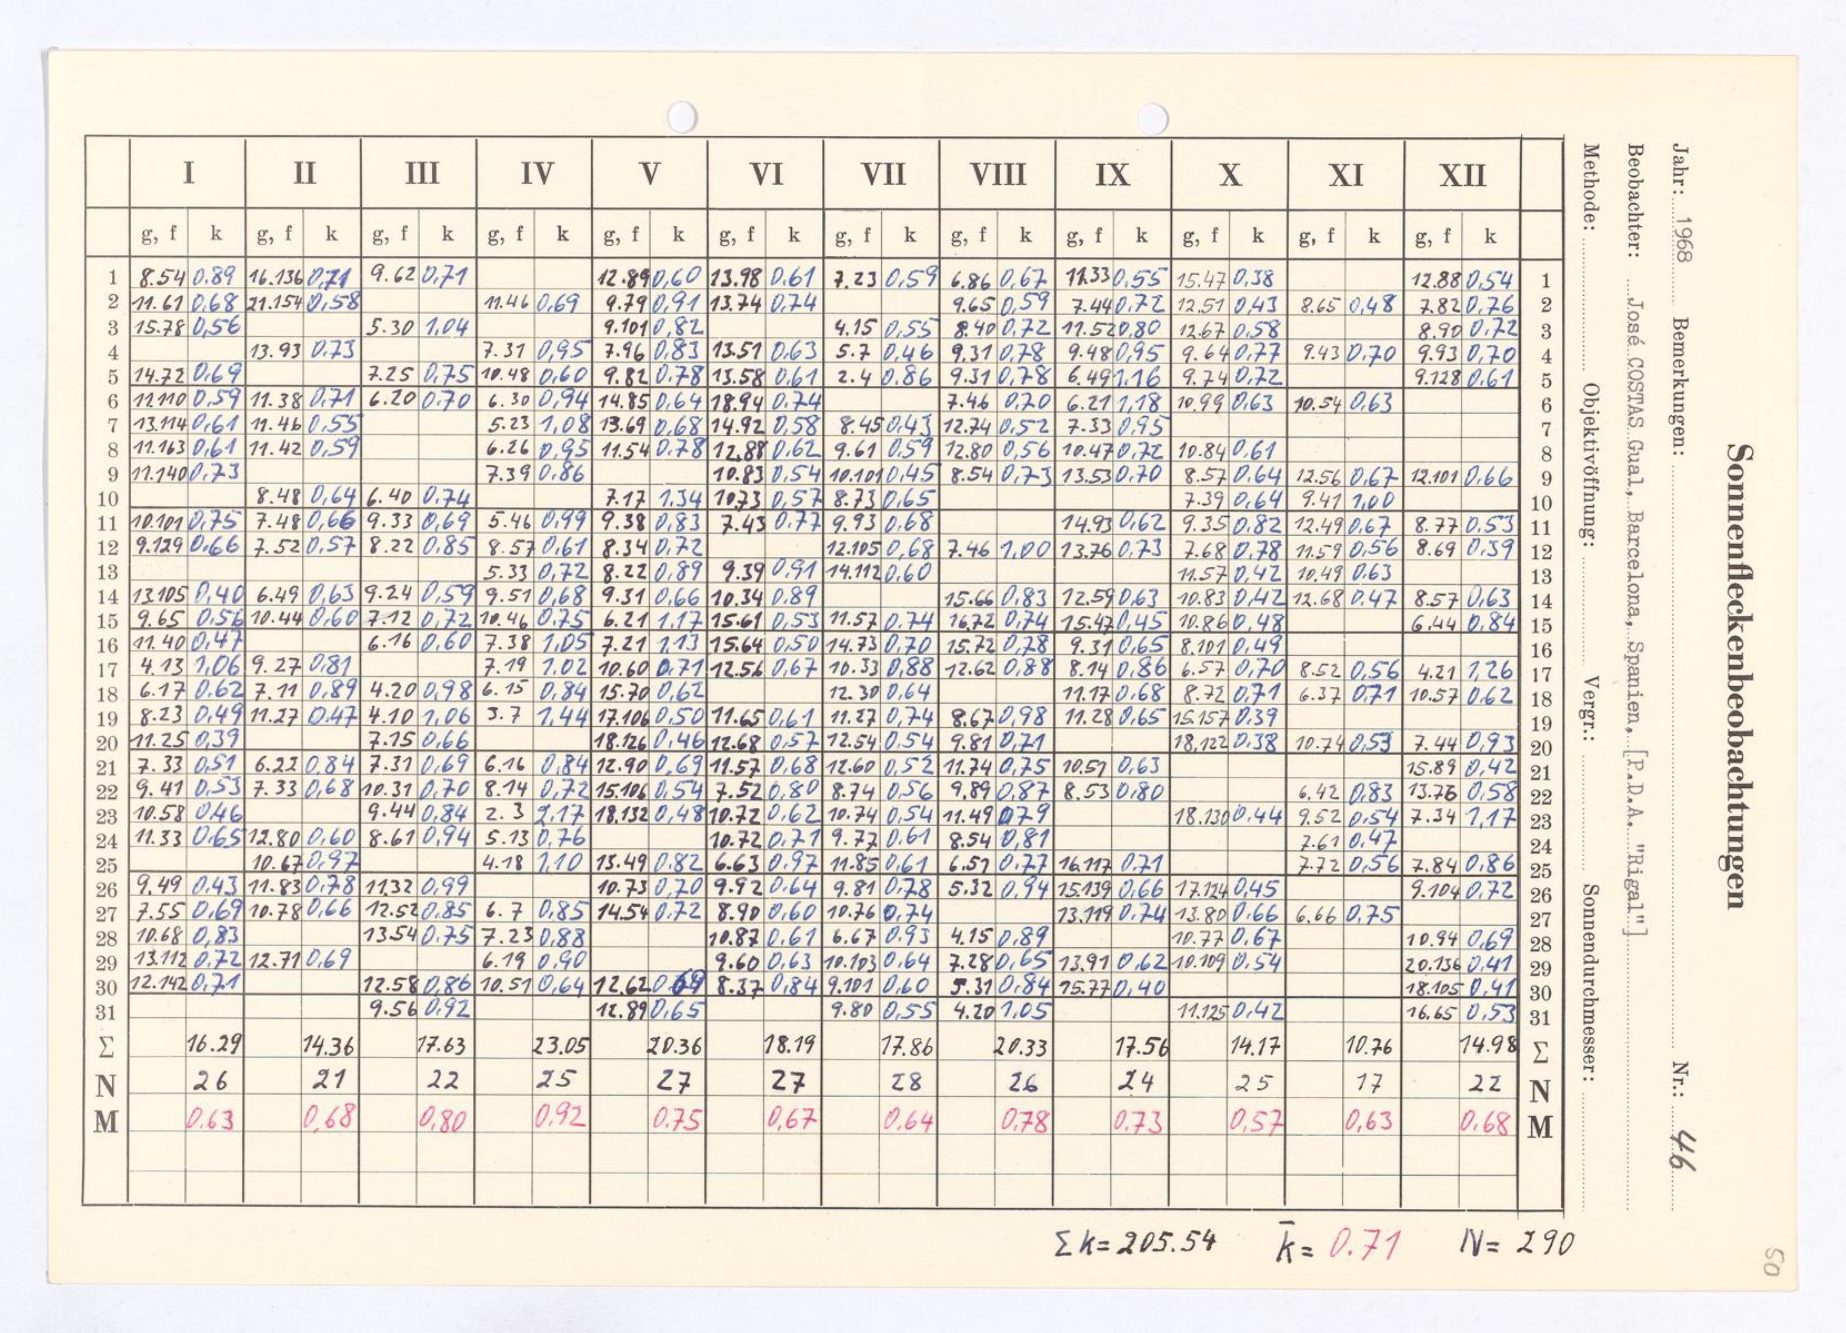 Sonnenfleckenbeobachtungen
Jahr: 1968 Bemerkungen: Nr.: 46
Beobachter: José COSTAS Gual, Barcelona, Spanien, [P.D.A. "Rigal"]
Methode: Objektivöffnung: Vergr.: Sonnendurchmesser:
I II III IV V VI VII VIII IX X XI XII
g, f k g, f k g, f k g, f k g, f k g, f k g, f k g, f k g, f k g, f k g, f k g, f k
1 8.54 0.89 16.136 0,71 9.62 0,71 12.89 0,60 13.98 0.61 7.23 0,59 6.86 0,67 11.33 0.55 15.47 0,38 12.88 0,54 1
2 11.61 0,68 21.154 0,58 11.46 0,69 9.79 0,91 13.74 0,74 9.65 0,59 7.44 0,72 12.51 0,43 8.65 0,48 7.82 0,76 2
3 15.78 0,56 5.30 1,04 9.101 0,82 4.15 0,55 8.40 0,72 11.52 0,80 12.67 0,58 8.90 0,72 3
4 13.93 0,73 7.31 0,95 7.96 0,83 13.51 0,63 5.7 0,46 9.31 0,78 9.48 0,95 9.64 0,77 9.43 0,70 9.93 0,70 4
5 14.72 0,69 7.25 0,75 10.48 0,60 9.82 0,78 13.58 0,61 2.4 0,86 9.31 0,78 6.49 1,16 9.74 0,72 9.128 0,61 5
6 11.110 0,59 11.38 0,71 6.20 0,70 6.30 0,94 14.85 0,64 18.94 0,74 7.46 0,70 6.21 1,18 10.99 0,63 10.54 0,63 6
7 13.114 0,61 11.46 0,55 5.23 1,08 13.69 0,68 14.92 0,58 8.45 0,43 12.74 0,52 7.33 0,95 7
8 11.163 0,61 11.42 0,59 6.26 0,95 11.54 0,78 12.88 0,62 9.61 0,59 12.80 0,56 10.47 0,72 10.84 0,61 8
9 11.140 0,73 7.39 0,86 10.83 0,54 10.101 0,45 8.54 0,73 13.53 0,70 8.57 0,64 12.56 0,67 12.101 0,66 9
10 8.48 0,64 6.40 0,74 7.17 1.34 10.73 0,57 8.73 0,65 7.39 0,64 9.41 1,00 10
11 10.101 0,75 7.48 0,66 9.33 0,69 5.46 0,99 9.38 0,83 7.43 0,77 9.93 0,68 14.93 0,62 9.35 0,82 12.49 0,67 8.77 0,53 11
12 9.129 0,66 7.52 0,57 8.22 0,85 8.57 0,61 8.34 0,72 12.105 0,68 7.46 1,00 13.76 0,73 7.68 0,78 11.59 0,56 8.69 0,39 12
13 5.33 0,72 8.22 0,89 9.39 0,91 14.112 0,60 11.57 0,42 10.49 0,63 13
14 13.105 0,40 6.49 0,63 9.24 0,59 9.51 0,68 9.31 0,66 10.34 0,89 15.66 0,83 12.59 0,63 10.83 0,42 12.68 0,47 8.57 0,63 14
15 9.65 0,56 10.44 0,60 7.12 0,72 10.46 0,75 6.21 1,17 15.61 0,53 11.57 0,74 16.72 0,74 15.47 0,45 10.86 0,48 6.44 0,84 15
16 11.40 0,47 6.16 0,60 7.38 1,05 7.21 1,13 15.64 0,50 14.73 0,70 15.72 0,78 9.31 0,65 8.101 0,49 16
17 4.13 1,06 9.27 0,81 7.19 1.02 10.60 0,71 12.56 0,67 10.33 0,88 12.62 0,88 8.14 0,86 6.57 0,70 8.52 0,56 4.21 1,26 17
18 6.17 0,62 7.11 0,89 4.20 0,98 6.15 0,84 15.70 0,62 12.30 0,64 11.17 0,68 8.72 0,71 6.37 0,71 10.57 0,62 18
19 8.23 0,49 11.27 0,47 4.10 1,06 3.7 1,44 17.106 0,50 11.65 0,61 11.27 0,74 8.67 0,98 11.28 0,65 15.157 0.39 19
20 11.25 0,39 7.15 0,66 18.126 0,46 12.68 0,57 12.54 0,54 9.81 0,71 18,122 0,38 10.74 0,53 7.44 0,93 20
21 7.33 0,51 6.22 0,84 7.31 0,69 6.16 0,84 12.90 0,69 11.57 0,68 12.60 0,52 11.74 0,75 10.51 0,63 15.89 0,42 21
22 9.41 0,53 7.33 0,68 10.31 0,70 8.14 0,72 15.106 0,54 7.52 0,80 8.74 0,56 9.89 0,87 8.53 0,80 6.42 0,83 13.76 0,58 22
23 10.58 0,46 9.44 0,84 2.3 2,17 18.132 0,48 10.72 0,62 10.74 0,54 11.49 0,79 18.130 0,44 9.52 0,54 7.34 1,17 23
24 11.33 0,65 12.80 0,60 8.61 0,94 5.13 0,76 10.72 0,71 9.77 0,61 8.54 0,81 7.61 0,47 24
25 10.67 0,97 4.18 1,10 13.49 0.82 6.63 0,97 11.85 0,61 6.51 0,77 16.117 0,71 7.72 0,56 7.84 0,86 25
26 9.49 0,43 11.83 0,78 11.32 0,99 10.73 0,70 9.92 0,64 9.81 0,78 5.32 0,94 15.139 0,66 17.124 0,45 9.104 0,72 26
27 7.55 0,69 10.78 0,66 12.52 0,85 6.7 0,85 14.54 0,72 8.90 0,60 10.76 0,74 13.119 0,74 13.80 0,66 6.66 0,75 27
28 10.68 0,83 13.54 0,75 7.23 0,88 10.87 0,61 6.67 0,93 4.15 0,89 10.77 0,67 10.94 0,69 28
29 13.112 0,72 12.71 0,69 6.19 0,90 9.60 0,63 10.103 0,64 7.28 0,65 13.91 0,62 10.109 0,54 20.136 0,41 29
30 12.142 0,71 12.58 0,86 10.51 0,64 12.62 0,69 8.37 0,84 9.101 0,60 5.31 0,84 15.77 0,40 18.105 0,41 30
31 9.56 0,92 12.89 0,65 9.80 0,55 4.20 1,05 11.125 0,42 16.65 0,53 31
Σ 16.29 14.36 17.63 23.05 20.36 18.19 17.86 20.33 17.56 14.17 10.76 14.98 Σ
N 26 21 22 25 27 27 28 26 24 25 17 22 N
M 0.63 0,68 0,80 0,92 0.75 0,67 0.64 0,78 0.73 0,57 0,63 0,68 M
Σ k = 205.54 k̄ = 0.71 N = 290
50